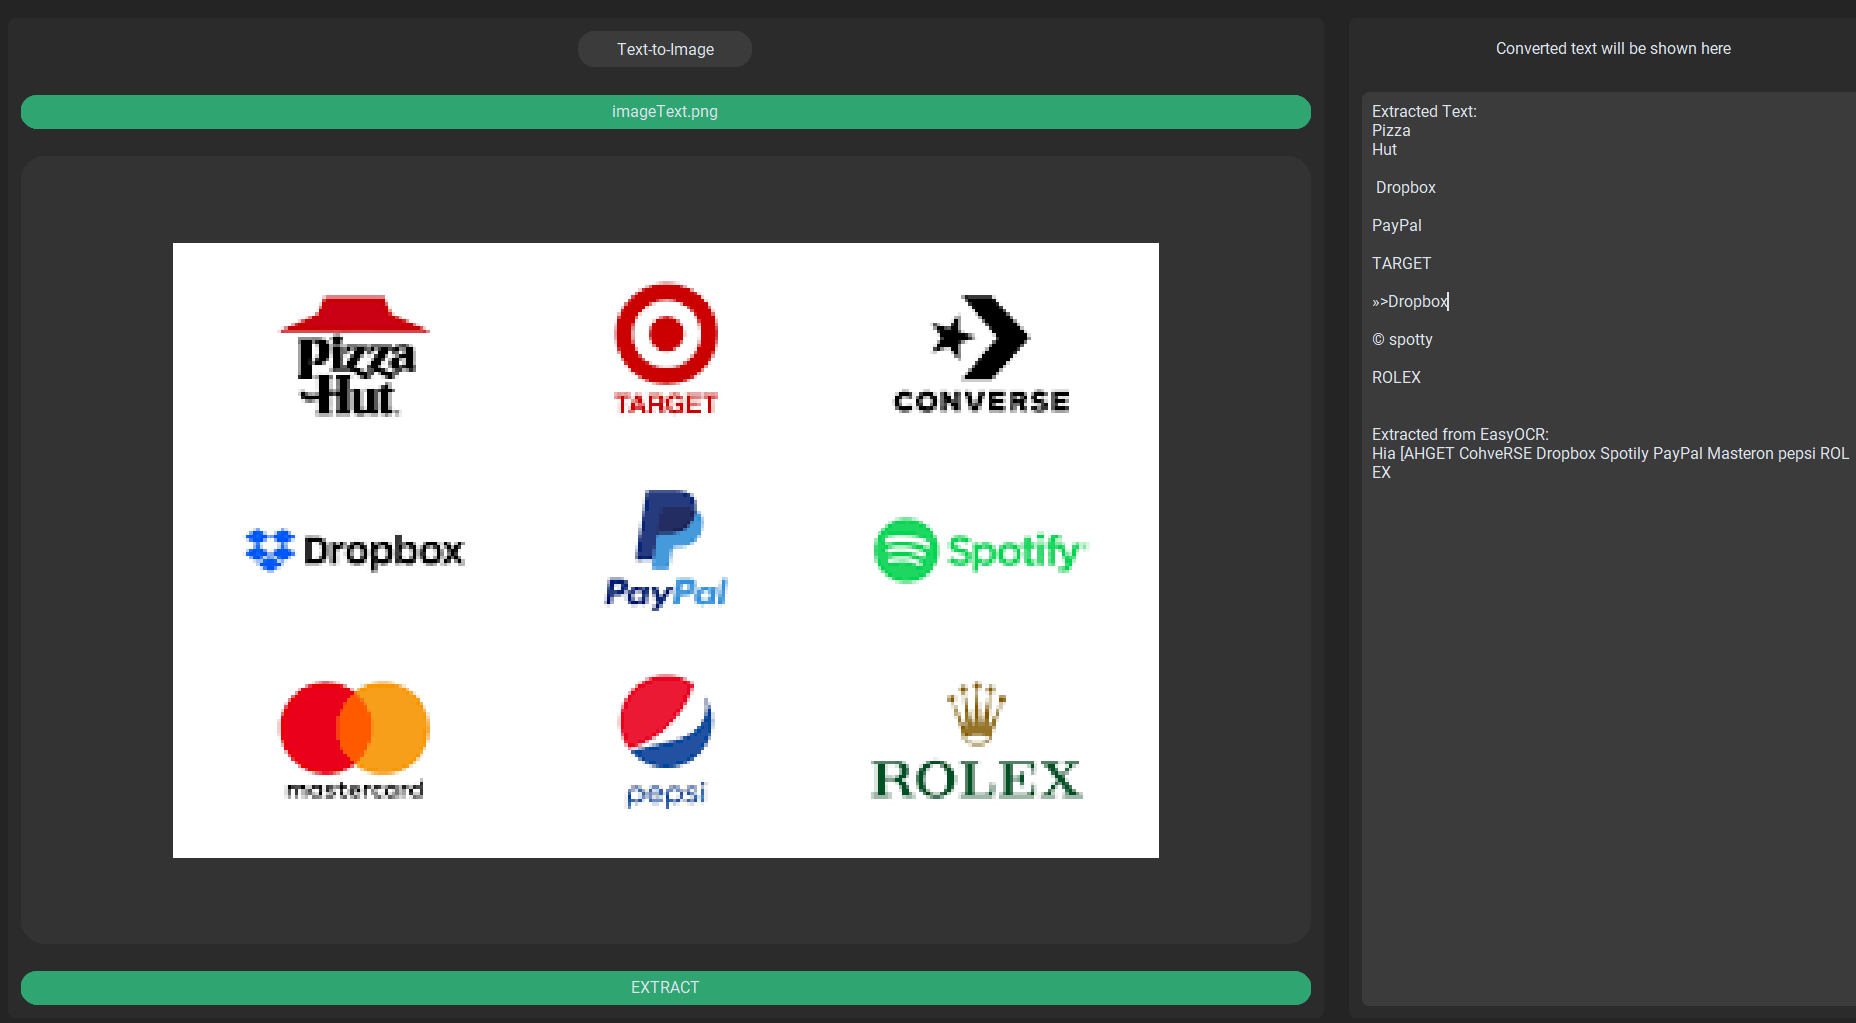 Text-to-Image
imageText.png
Pizza
Hut
TARGET
CONVERSE
Dropbox
PayPal
Spotify
mastercard
pepsi
ROLEX
EXTRACT
Converted text will be shown here
Extracted Text:
Pizza
Hut
Dropbox
PayPal
TARGET
»>Dropbox
© spotty
ROLEX
Extracted from EasyOCR:
Hia [AHGET CohveRSE Dropbox Spotily PayPal Masteron pepsi ROL
EX